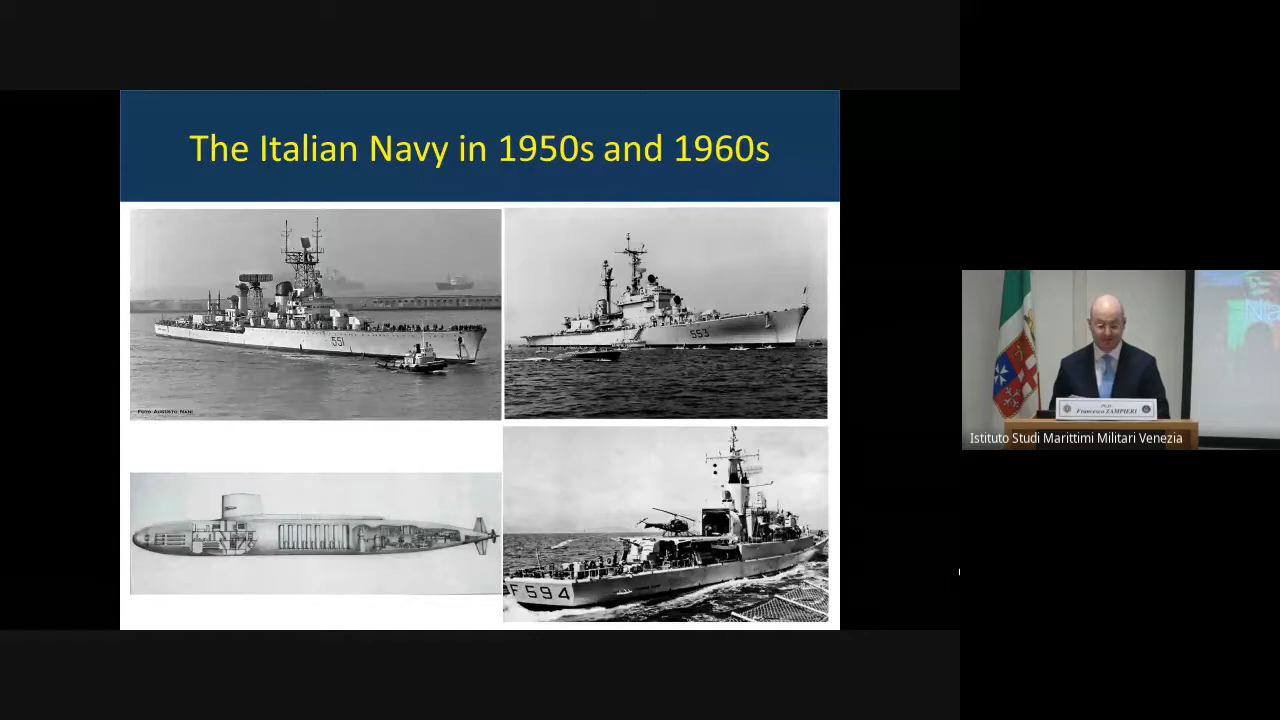 The Italian Navy in 1950s and 1960s
551
FOTO AUGUSTO NANI
553
F 594
Ph.D
Francesco ZAMPIERI
Istituto Studi Marittimi Militari Venezia